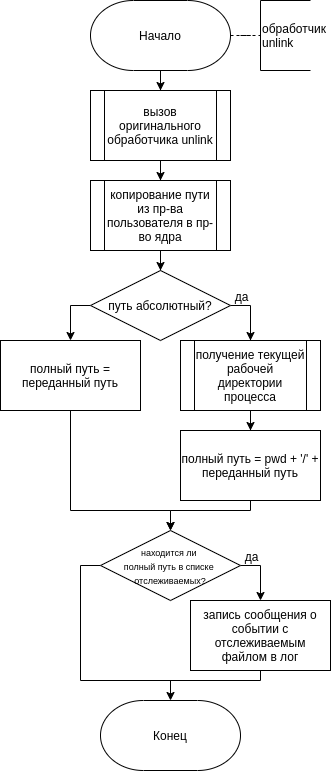 Начало
обработчик
unlink
вызов
оригинального
обработчика unlink
копирование пути
из пр-ва
пользователя в пр-
во ядра
путь абсолютный?
да
полный путь =
переданный путь
получение текущей
рабочей
директории
процесса
полный путь = pwd + '/' +
переданный путь
находится ли
полный путь в списке
отслеживаемых?
да
запись сообщения о
событии с
отслеживаемым
файлом в лог
Конец